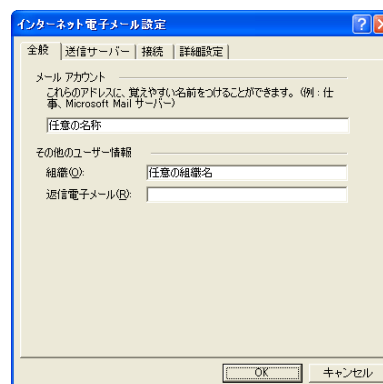 インターネット電子メール設定
全般 送信サーバー 接続 詳細設定
メール アカウント
これらのアドレスに、覚えやすい名前をつけることができます。(例 : 仕
事、Microsoft Mail サーバー)
任意の名称
その他のユーザー情報
組織(O): 任意の組織名
返信電子メール(R):
OK キャンセル